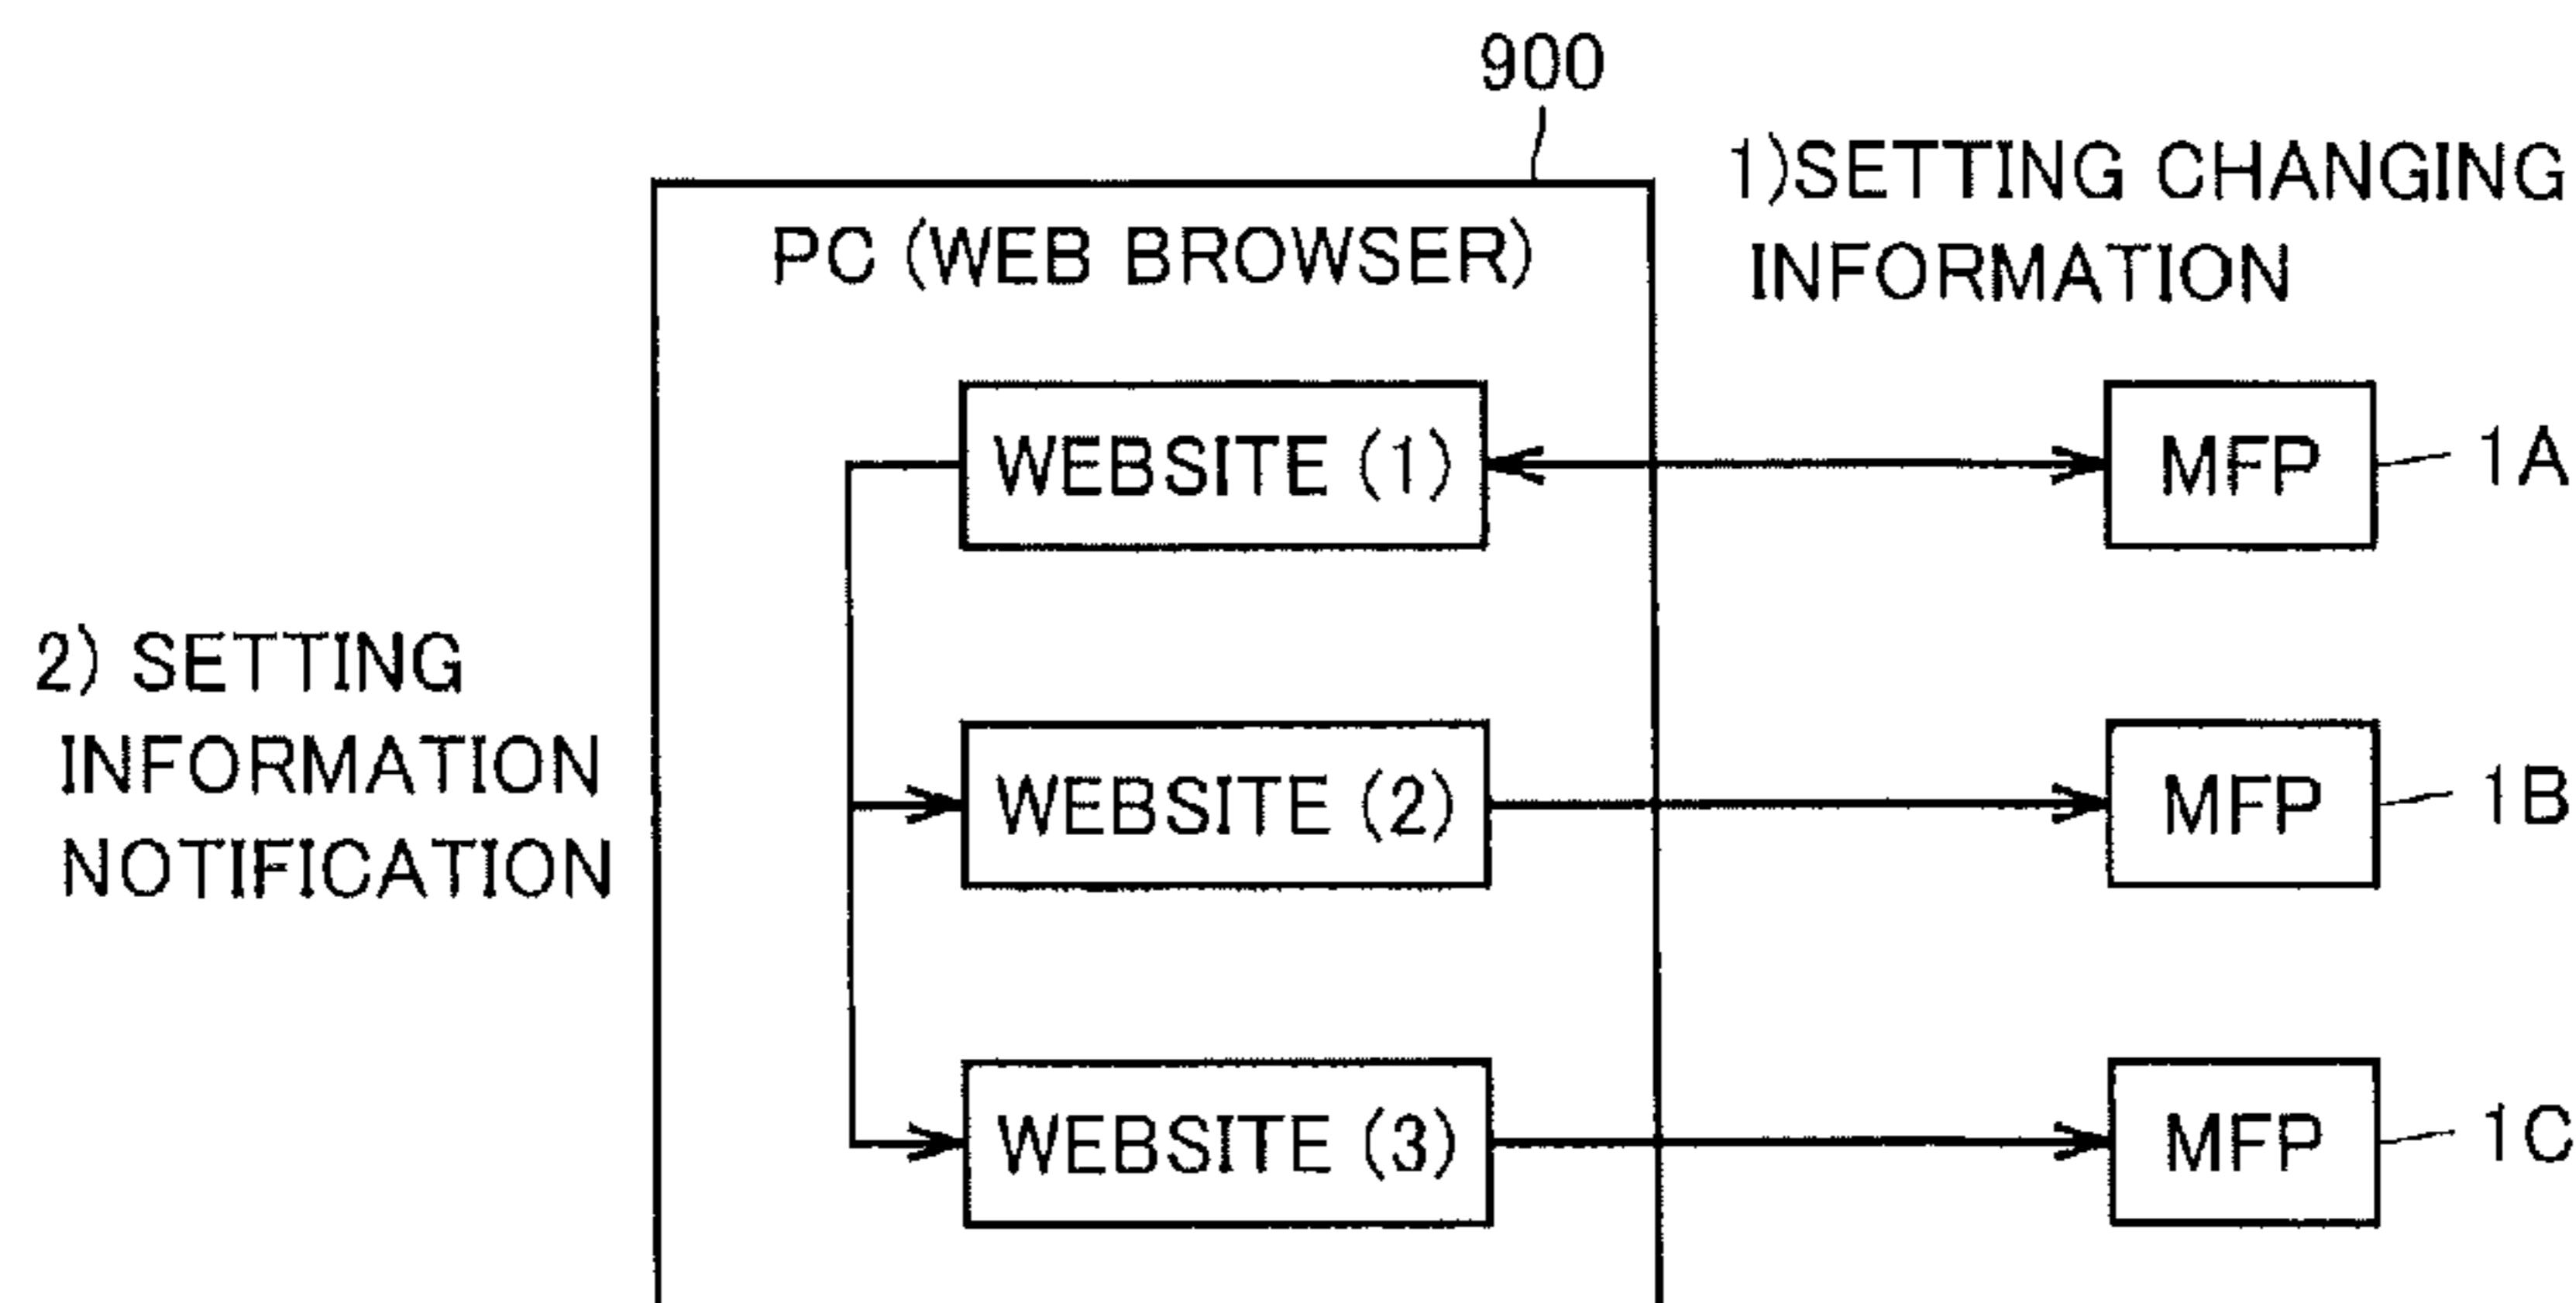 900
1)SETTING CHANGING
INFORMATION
PC (WEB BROWSER)
WEBSITE (1)
MFP
1A
2) SETTING
INFORMATION
NOTIFICATION
WEBSITE (2)
MFP
1B
WEBSITE (3)
MFP
1C